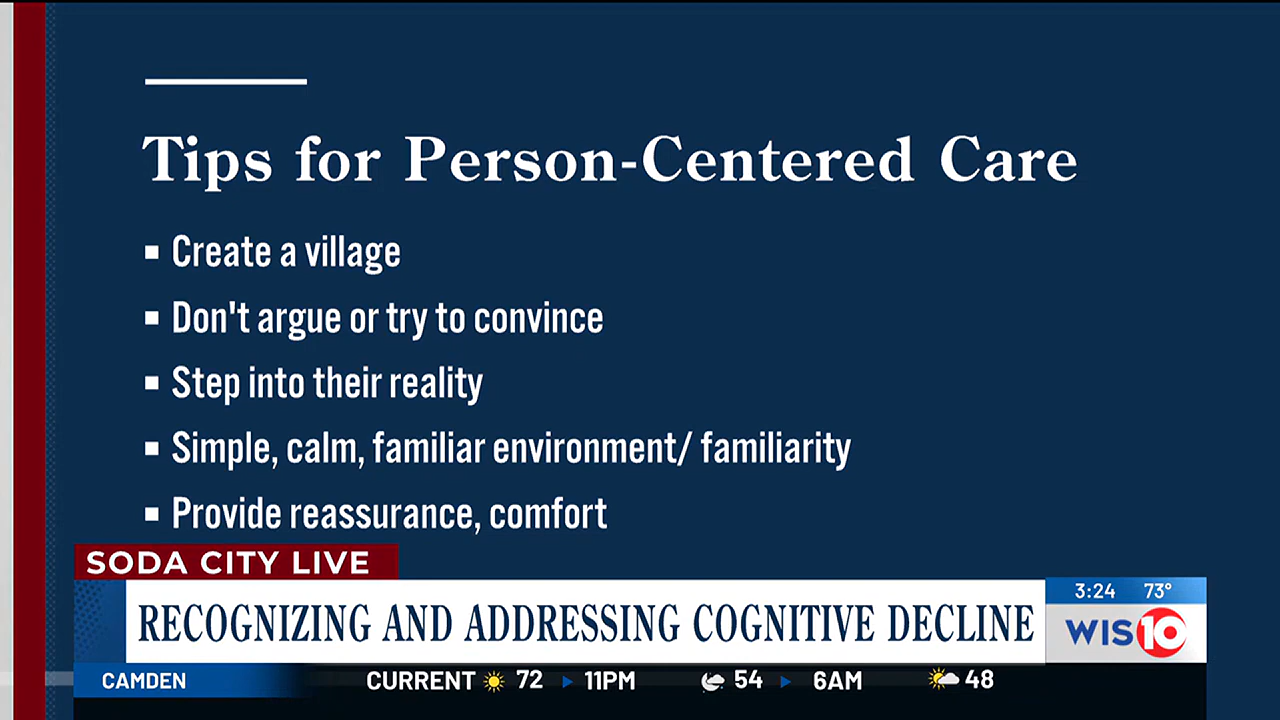 Tips for Person-Centered Care
▪ Create a village
▪ Don't argue or try to convince
▪ Step into their reality
▪ Simple, calm, familiar environment/ familiarity
▪ Provide reassurance, comfort
SODA CITY LIVE
RECOGNIZING AND ADDRESSING COGNITIVE DECLINE
3:24 73°
WIS10
CAMDEN CURRENT 72 11PM 54 6AM 48